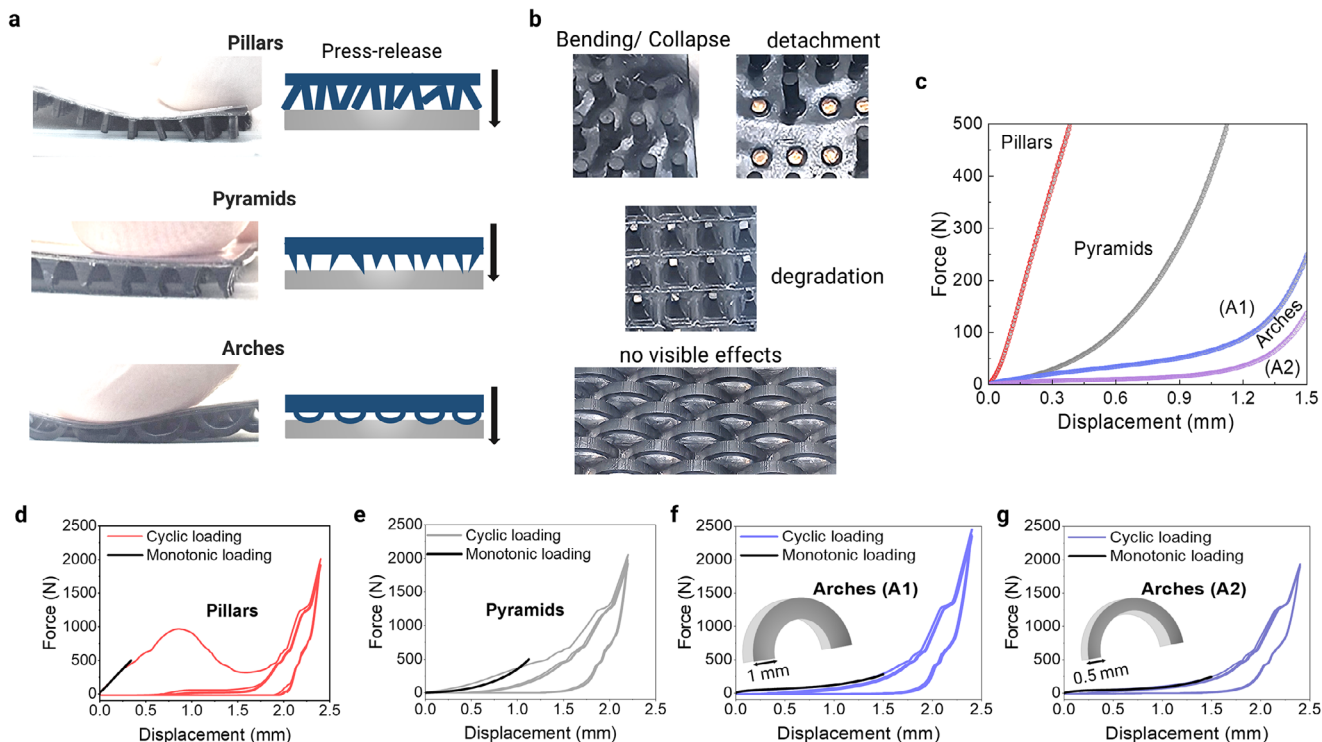 a
Pillars
Press-release
Pyramids
Arches
b
Bending/ Collapse
detachment
degradation
no visible effects
c
500
400
300
200
100
0
Force (N)
Pillars
Pyramids
(A1)
Arches
(A2)
0.0 0.3 0.6 0.9 1.2 1.5
Displacement (mm)
d
2500
2000
1500
1000
500
0
Force (N)
Cyclic loading
Monotonic loading
Pillars
0.0 0.5 1.0 1.5 2.0 2.5
Displacement (mm)
e
2500
2000
1500
1000
500
0
Force (N)
Cyclic loading
Monotonic loading
Pyramids
0.0 0.5 1.0 1.5 2.0 2.5
Displacement (mm)
f
2500
2000
1500
1000
500
0
Force (N)
Cyclic loading
Monotonic loading
Arches (A1)
1 mm
0.0 0.5 1.0 1.5 2.0 2.5
Displacement (mm)
g
2500
2000
1500
1000
500
0
Force (N)
Cyclic loading
Monotonic loading
Arches (A2)
0.5 mm
0.0 0.5 1.0 1.5 2.0 2.5
Displacement (mm)